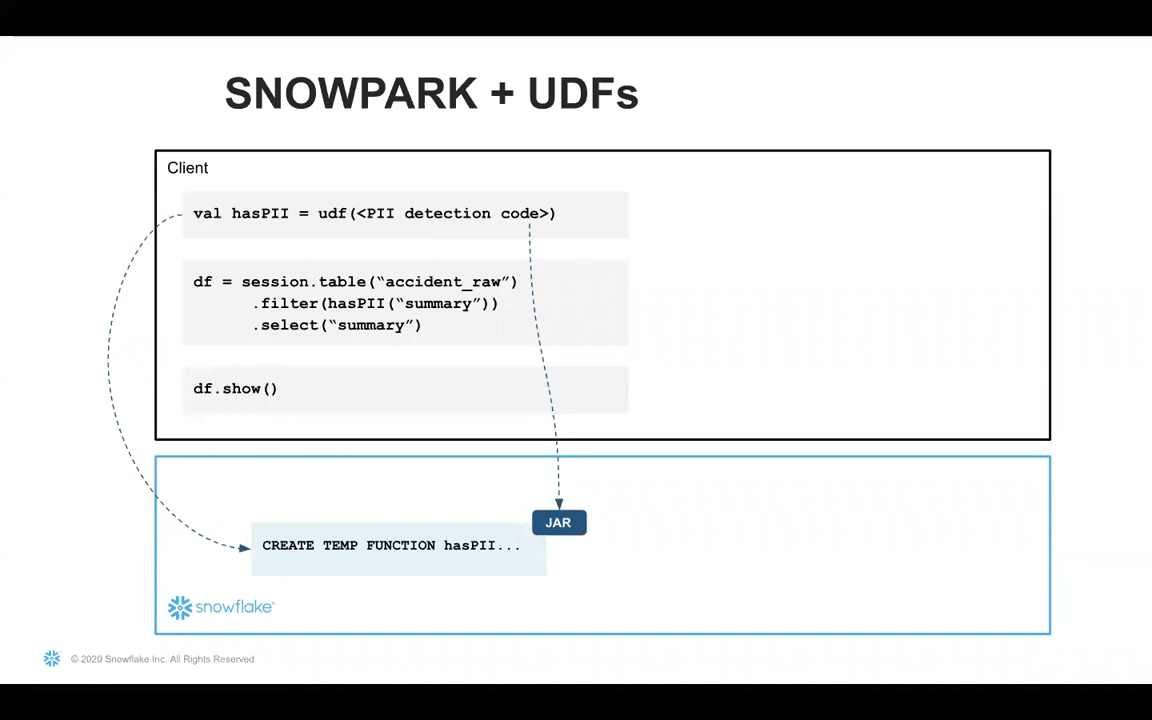 SNOWPARK + UDFs
Client
val hasPII = udf(<PII detection code>)
df = session.table(“accident_raw”)
.filter(hasPII(“summary”))
.select(“summary”)
df.show()
JAR
CREATE TEMP FUNCTION hasPII...
snowflake®
© 2020 Snowflake Inc. All Rights Reserved